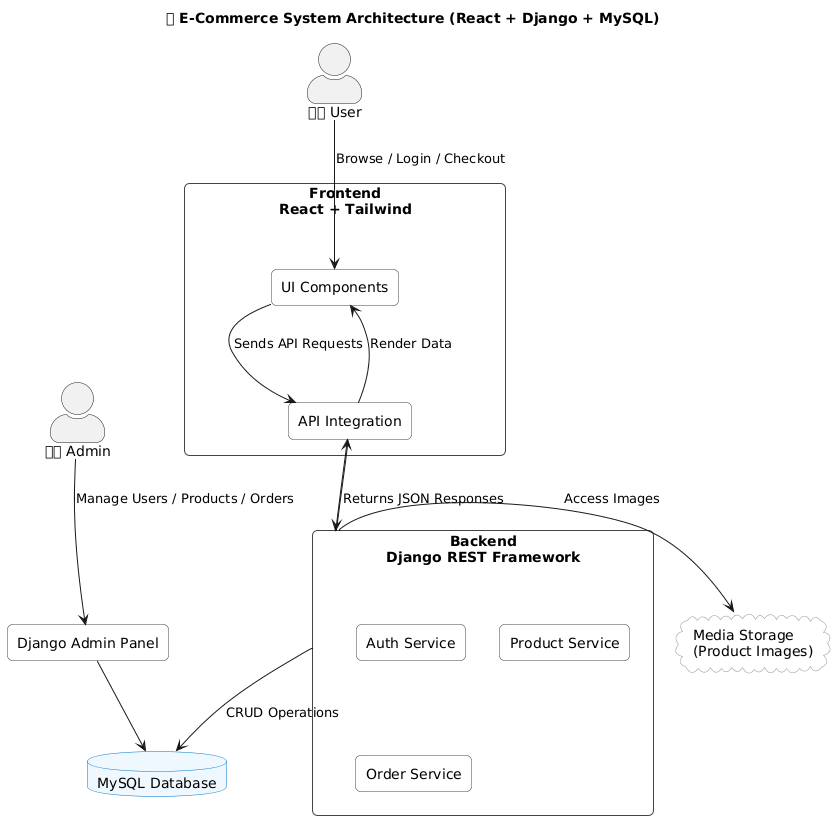 E-Commerce System Architecture (React + Django + MySQL)
User
Browse / Login / Checkout
Frontend
React + Tailwind
UI Components
Sends API Requests
Render Data
API Integration
Admin
Manage Users / Products / Orders
Returns JSON Responses
Access Images
Backend
Django REST Framework
Django Admin Panel
Auth Service
Product Service
Media Storage
(Product Images)
CRUD Operations
Order Service
MySQL Database